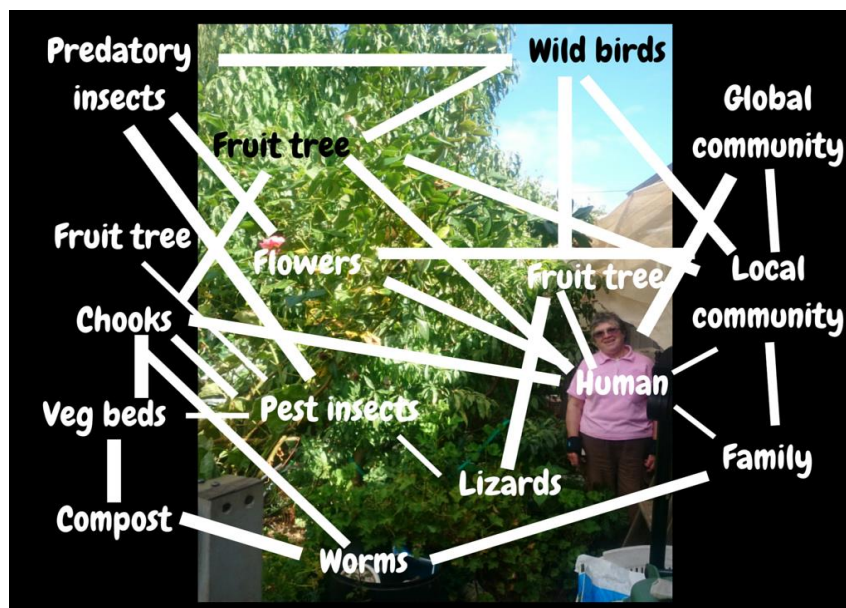 Predatory
insects
Wild birds
Global
community
Fruit tree
Fruit tree
Flowers
Fruit tree
Local
community
Chooks
Human
Veg beds
Pest insects
Family
Lizards
Compost
Worms